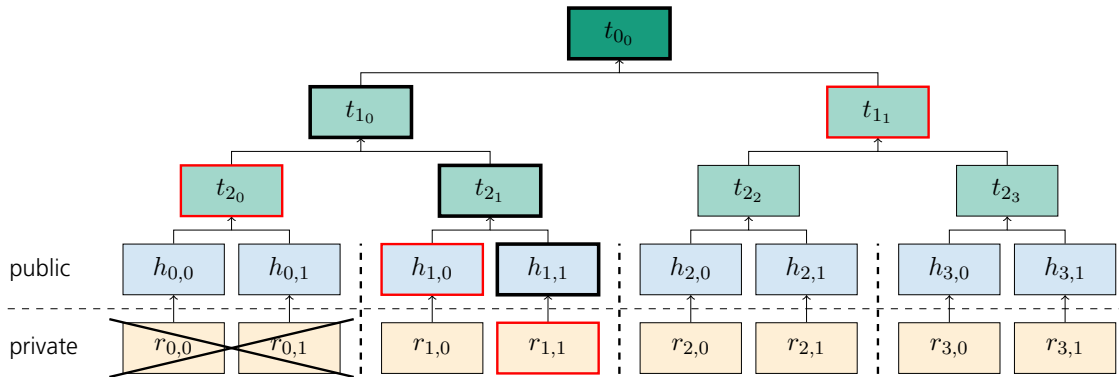 t_{0_0}
t_{1_0} t_{1_1}
t_{2_0} t_{2_1} t_{2_2} t_{2_3}
public h_{0,0} h_{0,1} h_{1,0} h_{1,1} h_{2,0} h_{2,1} h_{3,0} h_{3,1}
private r_{0,0} r_{0,1} r_{1,0} r_{1,1} r_{2,0} r_{2,1} r_{3,0} r_{3,1}